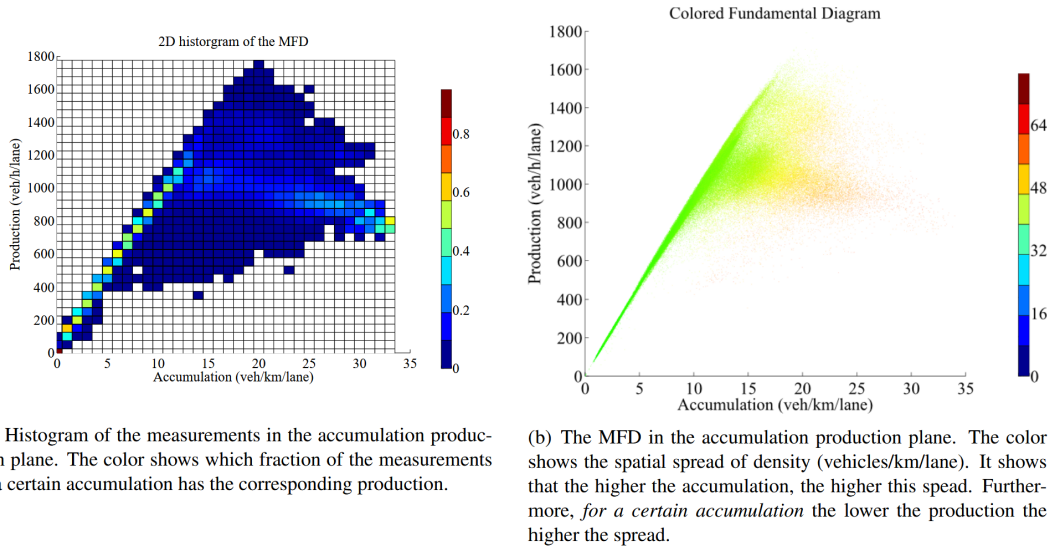 2D historgram of the MFD
1800
1600
1400
1200
1000
800
600
400
200
0
Production (veh/h/lane)
0 5 10 15 20 25 30 35
Accumulation (veh/km/lane)
0.8
0.6
0.4
0.2
0
Histogram of the measurements in the accumulation produc-
n plane. The color shows which fraction of the measurements
a certain accumulation has the corresponding production.
Colored Fundamental Diagram
1800
1600
1400
1200
1000
800
600
400
200
0
Production (veh/h/lane)
0 5 10 15 20 25 30 35
Accumulation (veh/km/lane)
64
48
32
16
0
(b) The MFD in the accumulation production plane. The color
shows the spatial spread of density (vehicles/km/lane). It shows
that the higher the accumulation, the higher this spead. Further-
more, for a certain accumulation the lower the production the
higher the spread.